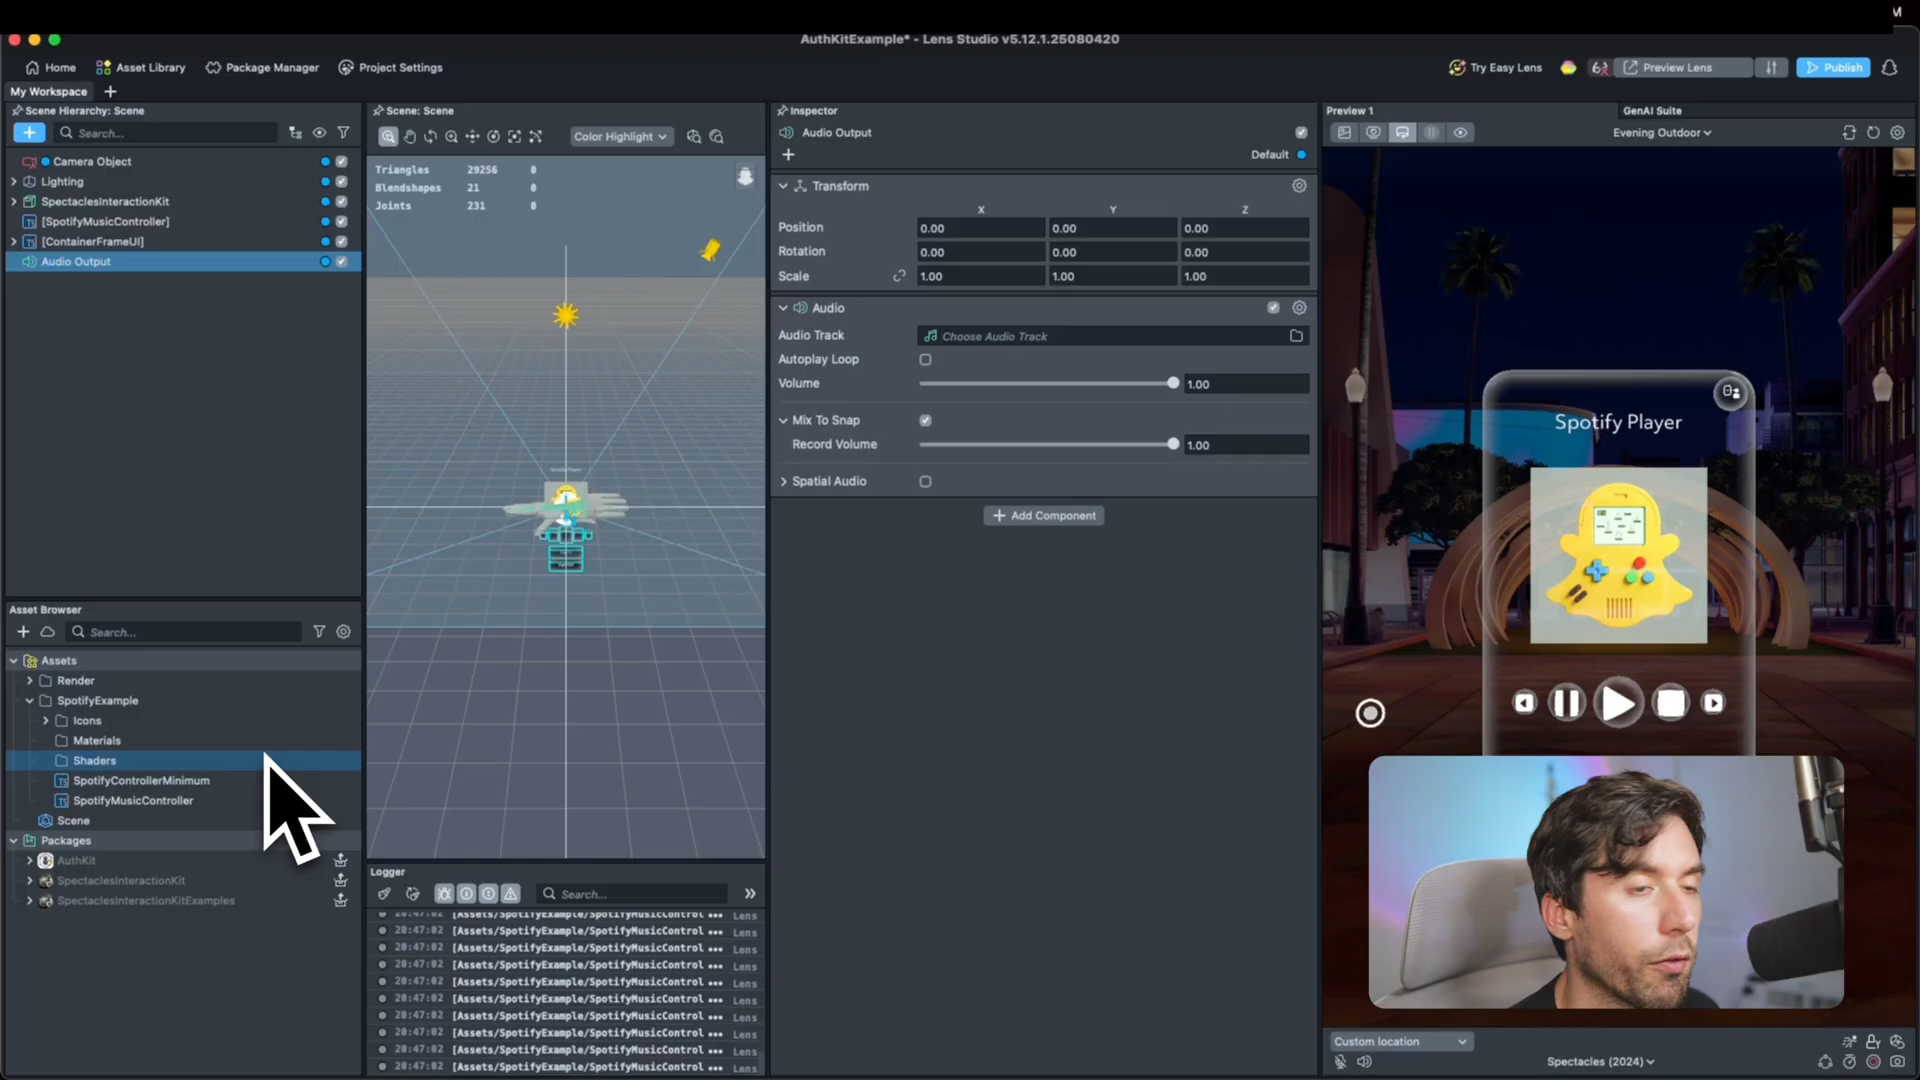 M
AuthKitExample* - Lens Studio v5.12.1.25080420
Home
Asset Library
Package Manager
Project Settings
Try Easy Lens
Preview Lens
Publish
My Workspace
Scene Hierarchy: Scene
Search...
Camera Object
Lighting
SpectaclesInteractionKit
[SpotifyMusicController]
[ContainerFrameUI]
Audio Output
Asset Browser
Search...
Assets
Render
SpotifyExample
Icons
Materials
Shaders
SpotifyControllerMinimum
SpotifyMusicController
Scene
Packages
AuthKit
SpectaclesInteractionKit
SpectaclesInteractionKitExamples
Scene: Scene
Color Highlight
Triangles 29256 0
Blendshapes 21 0
Joints 231 0
Logger
Search...
[Assets/SpotifyExample/SpotifyMusicControl ••• Lens
20:47:02 [Assets/SpotifyExample/SpotifyMusicControl ••• Lens
20:47:02 [Assets/SpotifyExample/SpotifyMusicControl ••• Lens
20:47:02 [Assets/SpotifyExample/SpotifyMusicControl ••• Lens
20:47:02 [Assets/SpotifyExample/SpotifyMusicControl ••• Lens
20:47:02 [Assets/SpotifyExample/SpotifyMusicControl ••• Lens
20:47:02 [Assets/SpotifyExample/SpotifyMusicControl ••• Lens
20:47:02 [Assets/SpotifyExample/SpotifyMusicControl ••• Lens
20:47:02 [Assets/SpotifyExample/SpotifyMusicControl ••• Lens
20:47:02 [Assets/SpotifyExample/SpotifyMusicControl ••• Lens
Inspector
Audio Output
Default
Transform
X Y Z
Position 0.00 0.00 0.00
Rotation 0.00 0.00 0.00
Scale 1.00 1.00 1.00
Audio
Audio Track Choose Audio Track
Autoplay Loop
Volume 1.00
Mix To Snap
Record Volume 1.00
Spatial Audio
+ Add Component
Preview 1
GenAI Suite
Evening Outdoor
Spotify Player
Custom location
Spectacles (2024)